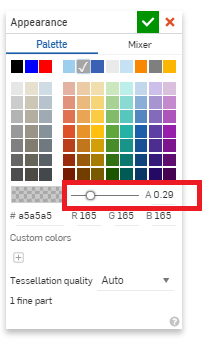 Appearance
Palette Mixer
A 0.29
# a5a5a5 R 165 G 165 B 165
Custom colors
Tessellation quality Auto
1 fine part